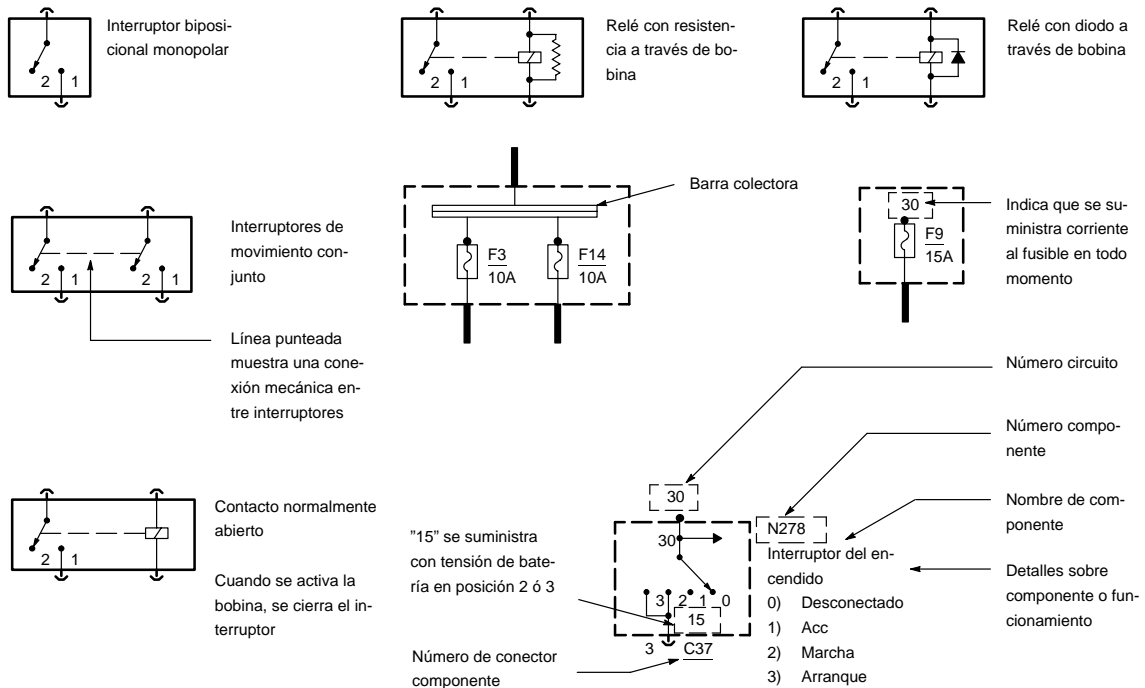 Interruptor biposi-
cional monopolar
2 1
Relé con resisten-
cia a través de bo-
bina
2 1
Relé con diodo a
través de bobina
2 1
Interruptores de
movimiento con-
junto
2 1 2 1
Línea punteada
muestra una cone-
xión mecánica en-
tre interruptores
Barra colectora
F3
10A
F14
10A
30
F9
15A
Indica que se su-
ministra corriente
al fusible en todo
momento
Contacto normalmente
abierto
2 1
Cuando se activa la
bobina, se cierra el in-
terruptor
"15" se suministra
con tensión de bate-
ría en posición 2 ó 3
Número de conector
componente
30
30
3 2 1 0
15
3 C37
N278
Interruptor del en-
cendido
0) Desconectado
1) Acc
2) Marcha
3) Arranque
Número circuito
Número compo-
nente
Nombre de com-
ponente
Detalles sobre
componente o fun-
cionamiento